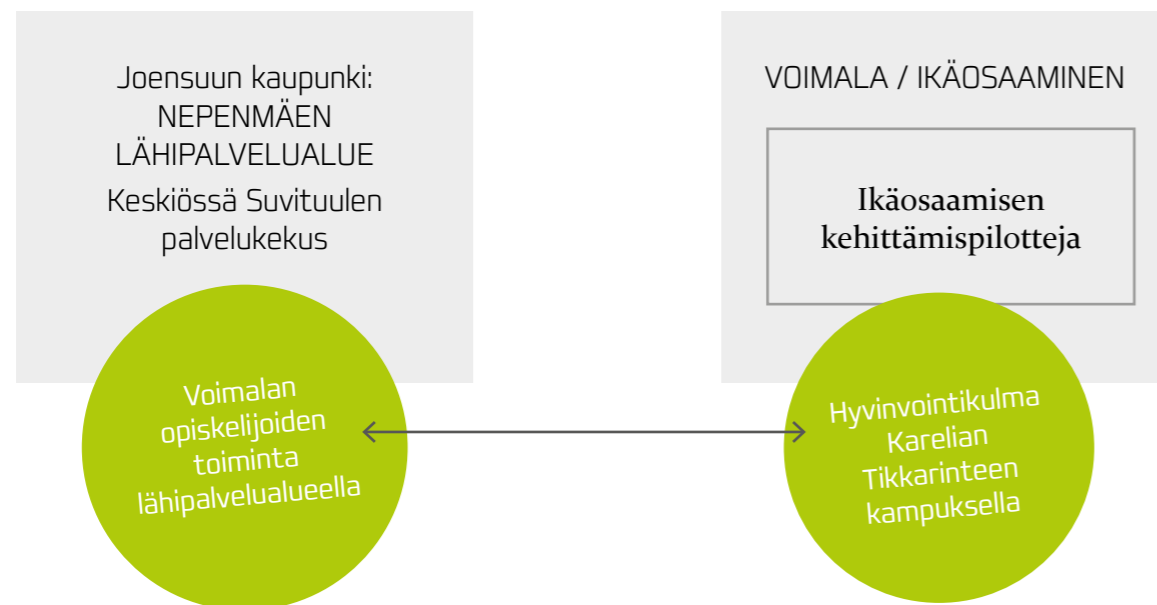 Joensuun kaupunki:
NEPENMÄEN
LÄHIPALVELUALUE
Keskiössä Suvituulen
palvelukekus
Voimalan
opiskelijoiden
toiminta
lähipalvelualueella
VOIMALA / IKÄOSAAMINEN
Ikäosaamisen
kehittämispilotteja
Hyvinvointikulma
Karelian
Tikkarinteen
kampuksella